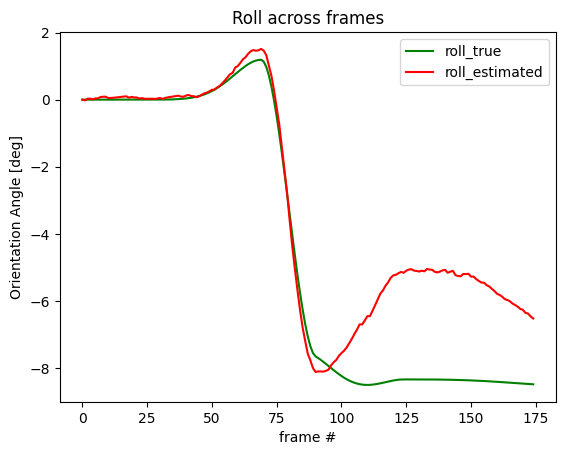 Roll across frames
roll_true
roll_estimated
Orientation Angle [deg]
2
0
−2
−4
−6
−8
0 25 50 75 100 125 150 175
frame #